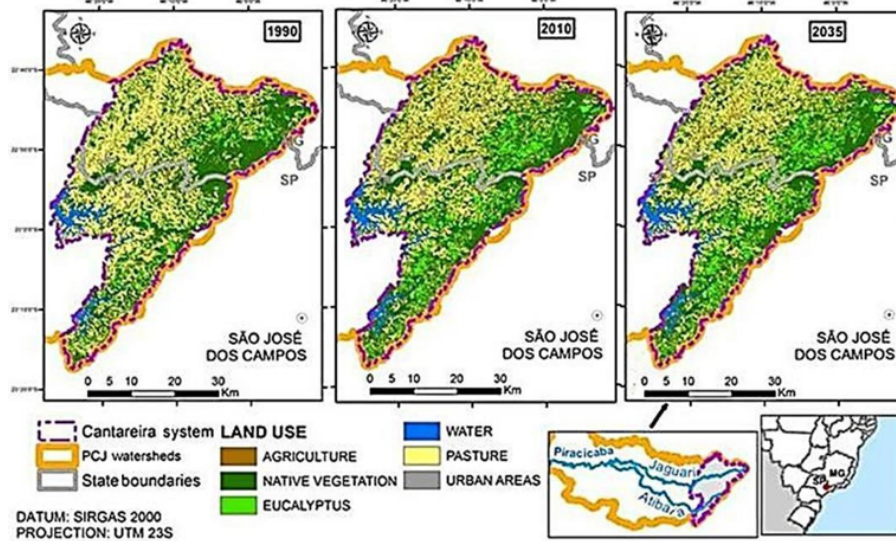 1990
SP
SÃO JOSÉ
DOS CAMPOS
0 5 10 20 30
Km
2010
SP
SÃO JOSÉ
DOS CAMPOS
0 5 10 20 30
Km
2035
SP
SÃO JOSÉ
DOS CAMPOS
0 5 10 20 30
Km
Cantareira system
PCJ watersheds
State boundaries
LAND USE
AGRICULTURE
NATIVE VEGETATION
EUCALYPTUS
WATER
PASTURE
URBAN AREAS
DATUM: SIRGAS 2000
PROJECTION: UTM 23S
Piracicaba
Jaguari
Atibaia
MG
SP